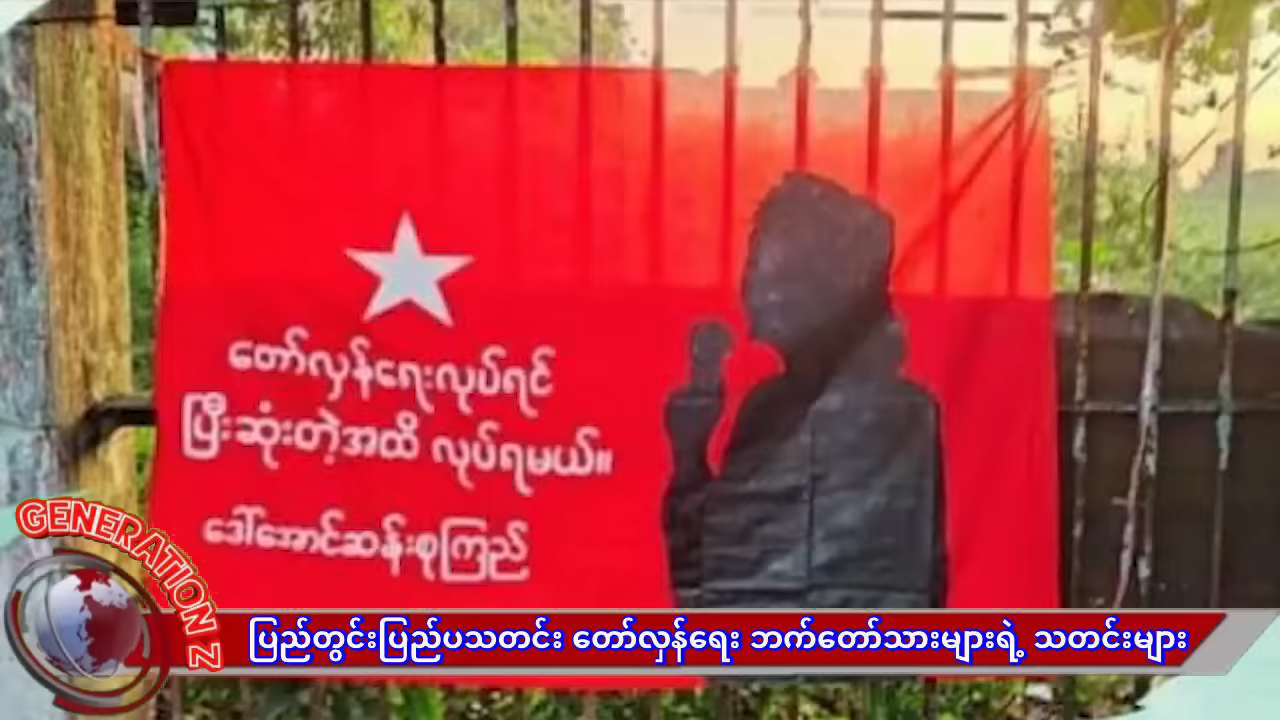 တော်လှန်ရေးလုပ်ရင်
ပြီးဆုံးတဲ့အထိ လုပ်ရမယ်။
ဒေါ်အောင်ဆန်းစုကြည်
GENERATION Z
ပြည်တွင်းပြည်ပသတင်း တော်လှန်ရေး ဘက်တော်သားများရဲ့ သတင်းများ